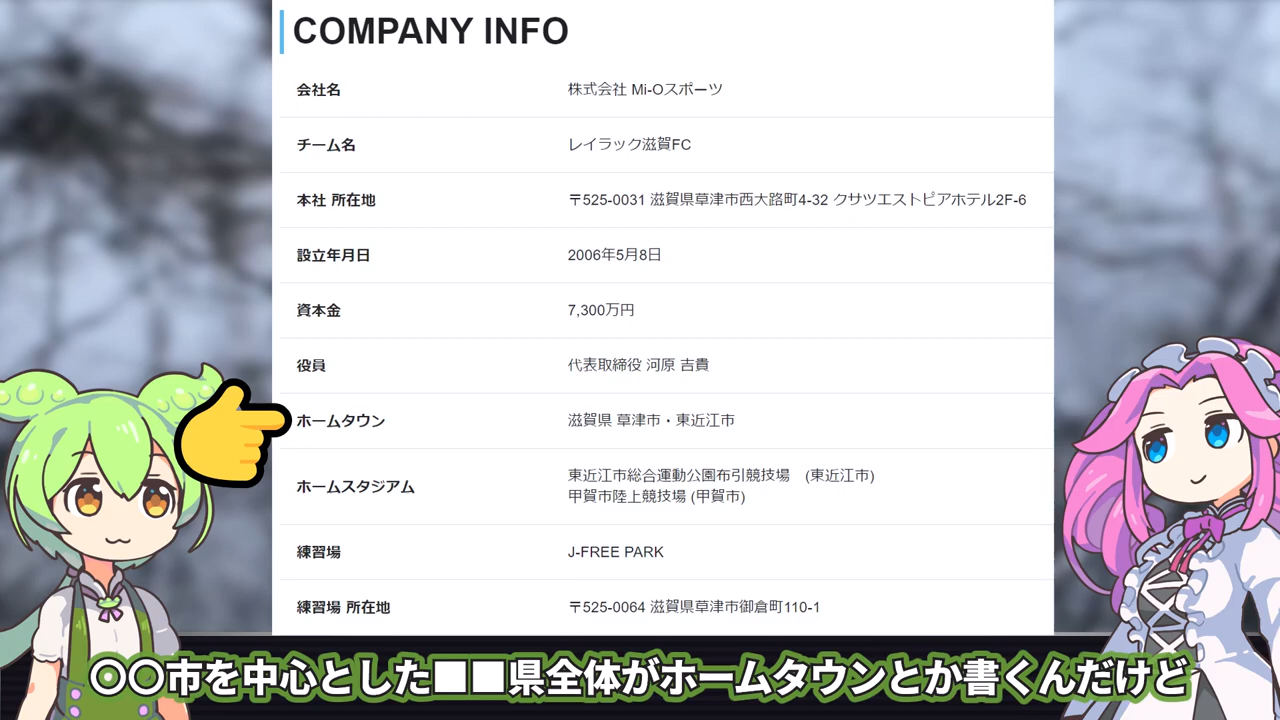 COMPANY INFO
会社名 株式会社 Mi-Oスポーツ
チーム名 レイラック滋賀FC
本社 所在地 〒525-0031 滋賀県草津市西大路町4-32 クサツエストピアホテル2F-6
設立年月日 2006年5月8日
資本金 7,300万円
役員 代表取締役 河原 吉貴
ホームタウン 滋賀県 草津市・東近江市
ホームスタジアム 東近江市総合運動公園布引競技場　(東近江市)
甲賀市陸上競技場 (甲賀市)
練習場 J-FREE PARK
練習場 所在地 〒525-0064 滋賀県草津市御倉町110-1
〇〇市を中心とした■■県全体がホームタウンとか書くんだけど